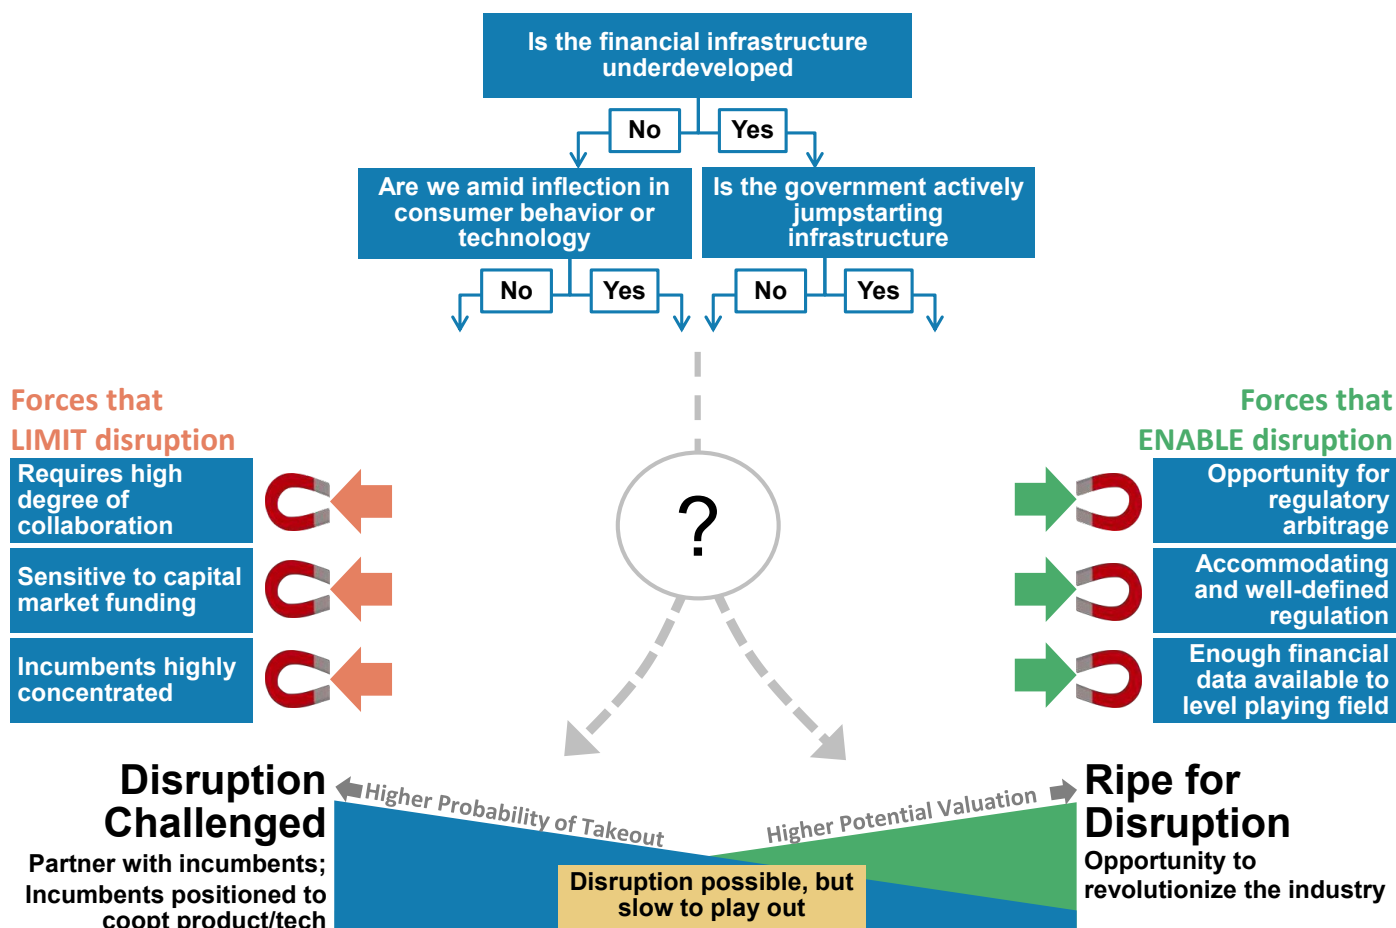 Is the financial infrastructure
underdeveloped
No
Yes
Are we amid inflection in
consumer behavior or
technology
Is the government actively
jumpstarting
infrastructure
No
Yes
No
Yes
Forces that
LIMIT disruption
Requires high
degree of
collaboration
Sensitive to capital
market funding
Incumbents highly
concentrated
?
Forces that
ENABLE disruption
Opportunity for
regulatory
arbitrage
Accommodating
and well-defined
regulation
Enough financial
data available to
level playing field
Disruption
Challenged
Partner with incumbents;
Incumbents positioned to
coopt product/tech
Higher Probability of Takeout
Higher Potential Valuation
Disruption possible, but
slow to play out
Ripe for
Disruption
Opportunity to
revolutionize the industry